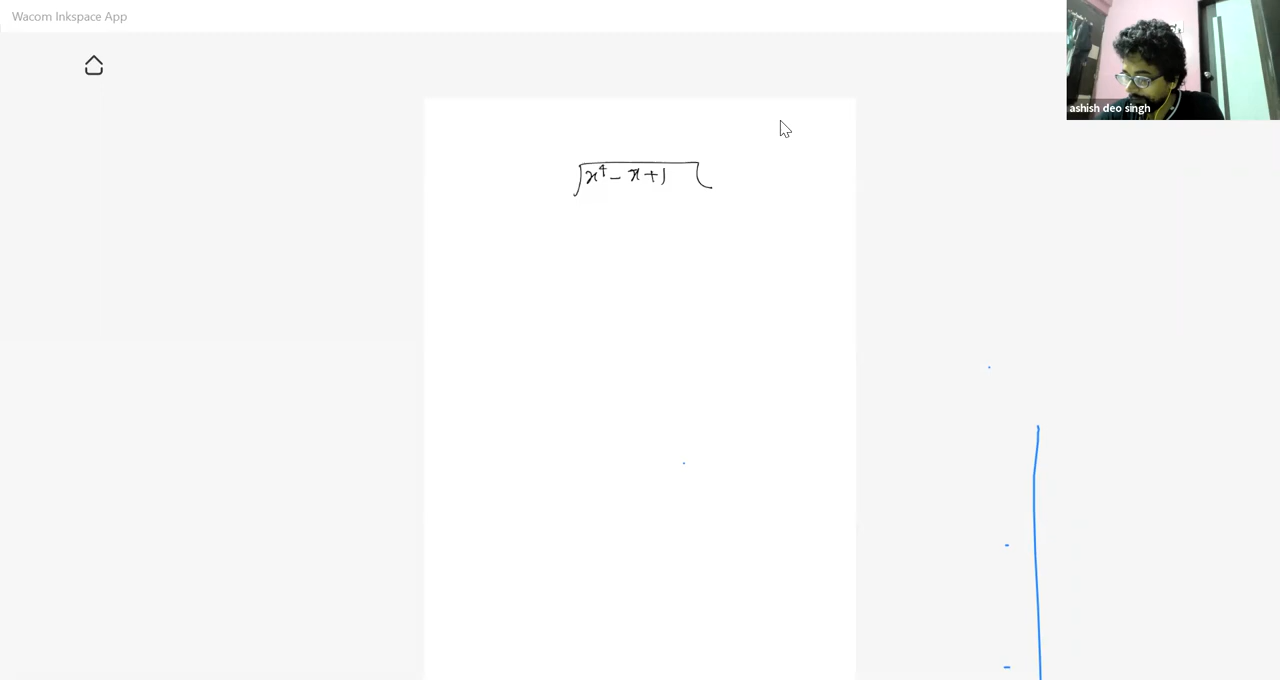 Wacom Inkspace App
ashish deo singh
x⁴ - x + 1